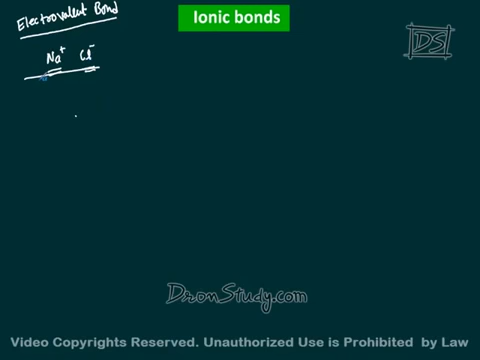 Electrovalent Bond
Ionic bonds
DS
Na⁺ Cl⁻
DronStudy.com
Video Copyrights Reserved. Unauthorized Use is Prohibited by Law